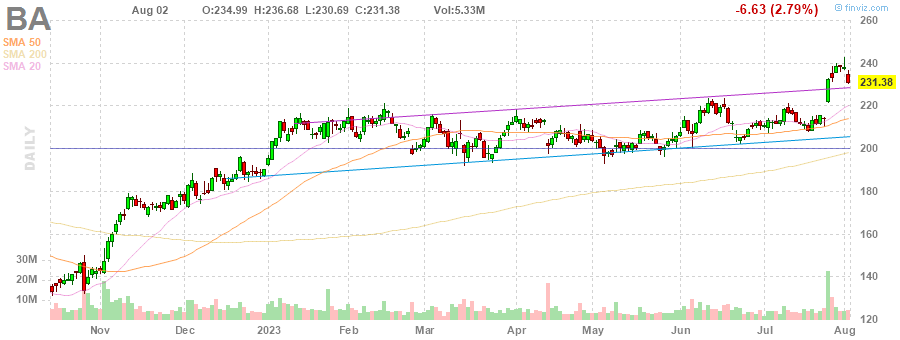 BA Aug 02 O:234.99 H:236.68 L:230.69 C:231.38 Vol:5.33M -6.63 (2.79%) finviz.com
260
SMA 50
SMA 200
SMA 20
240
231.38
220
DAILY
200
180
160
30M
20M
140
10M
120
Nov Dec 2023 Feb Mar Apr May Jun Jul Aug